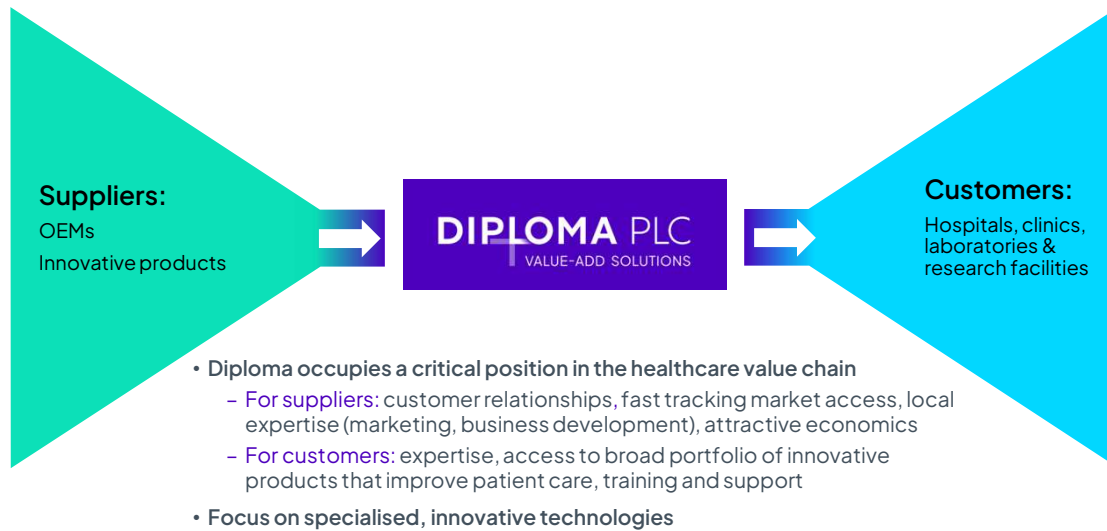 Suppliers:
OEMs
Innovative products
DIPLOMA PLC
VALUE-ADD SOLUTIONS
Customers:
Hospitals, clinics,
laboratories &
research facilities
• Diploma occupies a critical position in the healthcare value chain
– For suppliers: customer relationships, fast tracking market access, local
expertise (marketing, business development), attractive economics
– For customers: expertise, access to broad portfolio of innovative
products that improve patient care, training and support
• Focus on specialised, innovative technologies